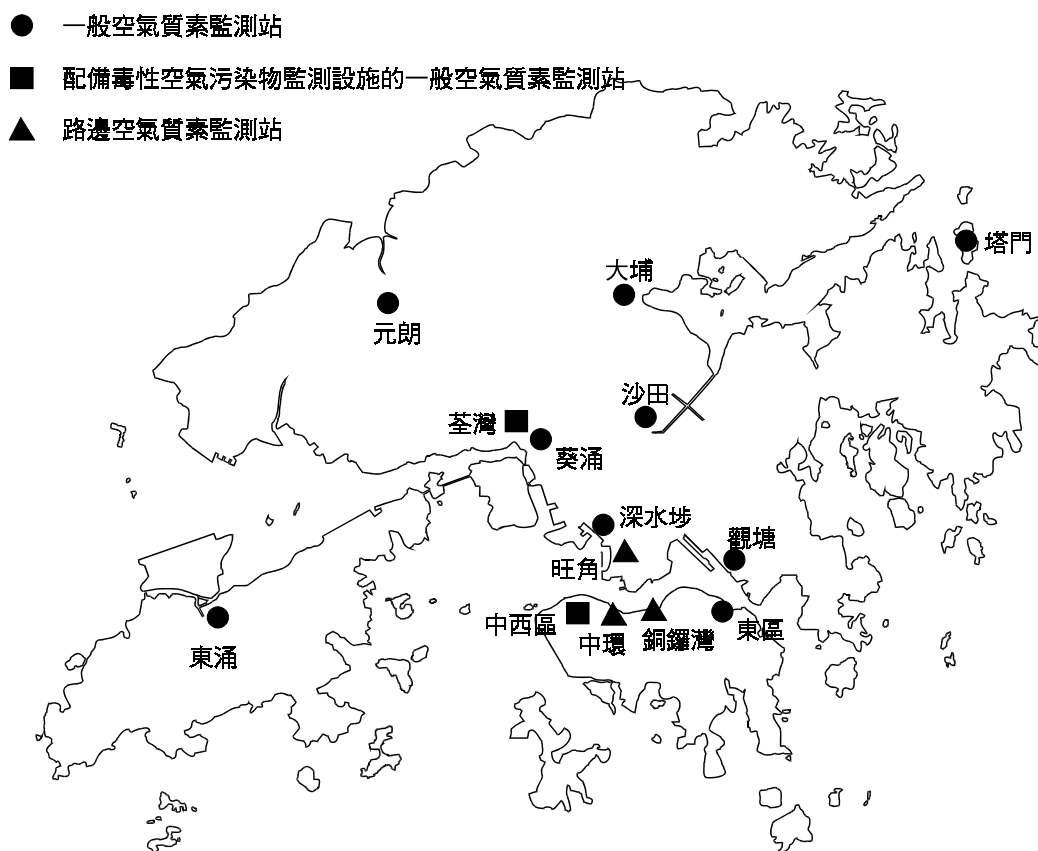 一般空氣質素監測站
配備毒性空氣污染物監測設施的一般空氣質素監測站
路邊空氣質素監測站
塔門
大埔
元朗
沙田
荃灣
葵涌
深水埗
觀塘
旺角
中西區
中環
銅鑼灣
東區
東涌